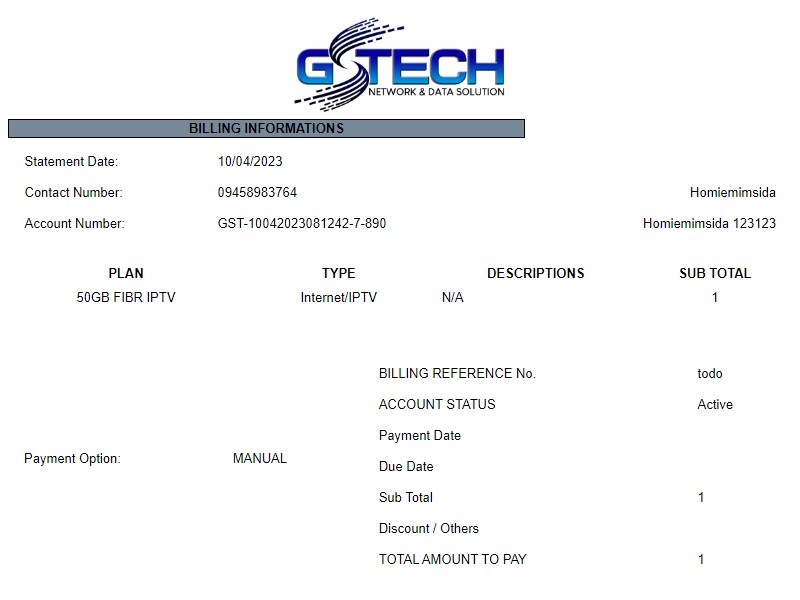 GSTECH
NETWORK & DATA SOLUTION
BILLING INFORMATIONS
Statement Date: 10/04/2023
Contact Number: 09458983764 Homiemimsida
Account Number: GST-10042023081242-7-890 Homiemimsida 123123
PLAN TYPE DESCRIPTIONS SUB TOTAL
50GB FIBR IPTV Internet/IPTV N/A 1
BILLING REFERENCE No. todo
ACCOUNT STATUS Active
Payment Date
Payment Option: MANUAL
Due Date
Sub Total 1
Discount / Others
TOTAL AMOUNT TO PAY 1